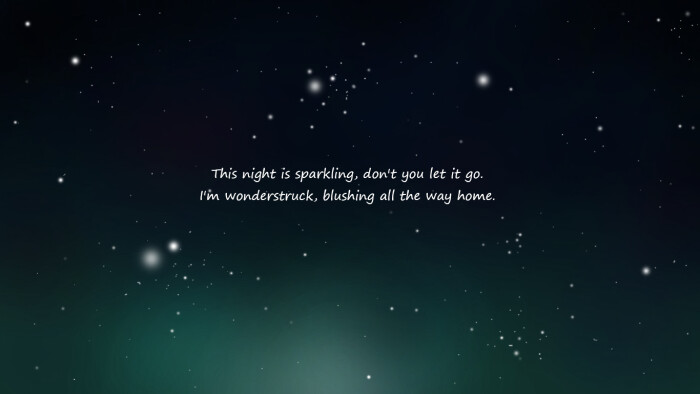 This night is sparkling, don't you let it go.
I'm wonderstruck, blushing all the way home.